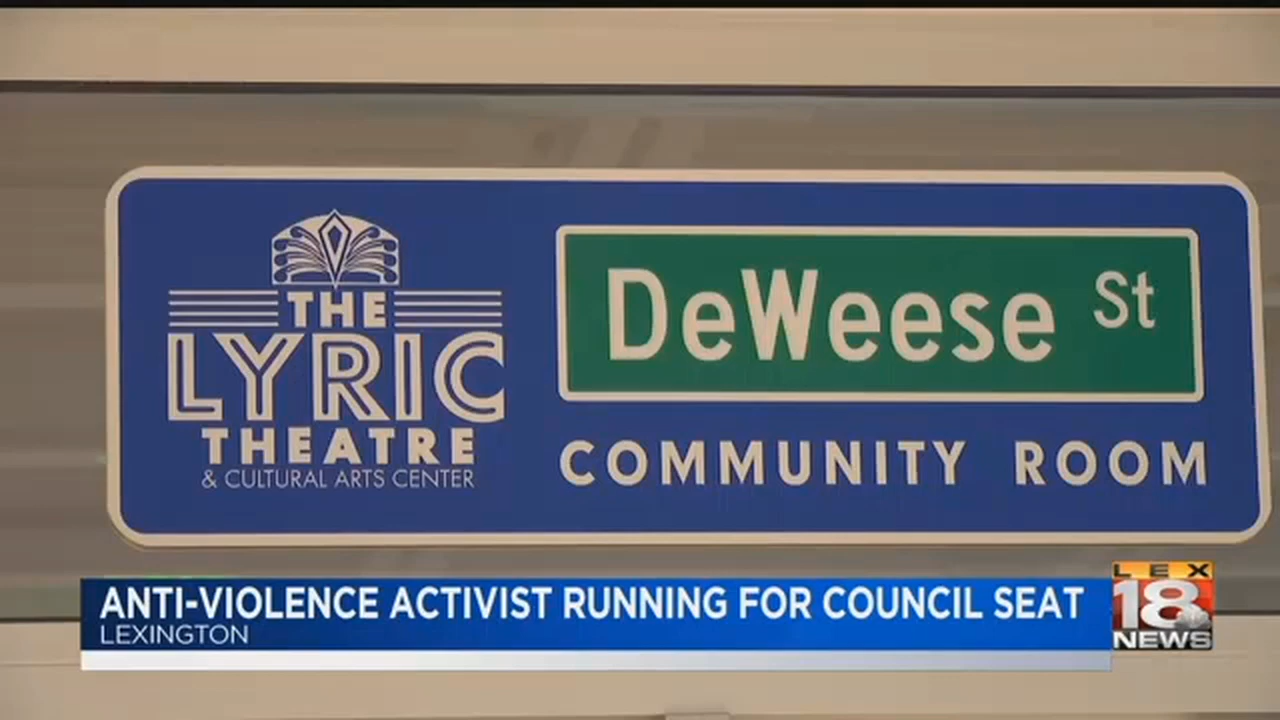 THE
LYRIC
THEATRE
& CULTURAL ARTS CENTER
DeWeese St
COMMUNITY ROOM
ANTI-VIOLENCE ACTIVIST RUNNING FOR COUNCIL SEAT
LEXINGTON
LEX
18
NEWS